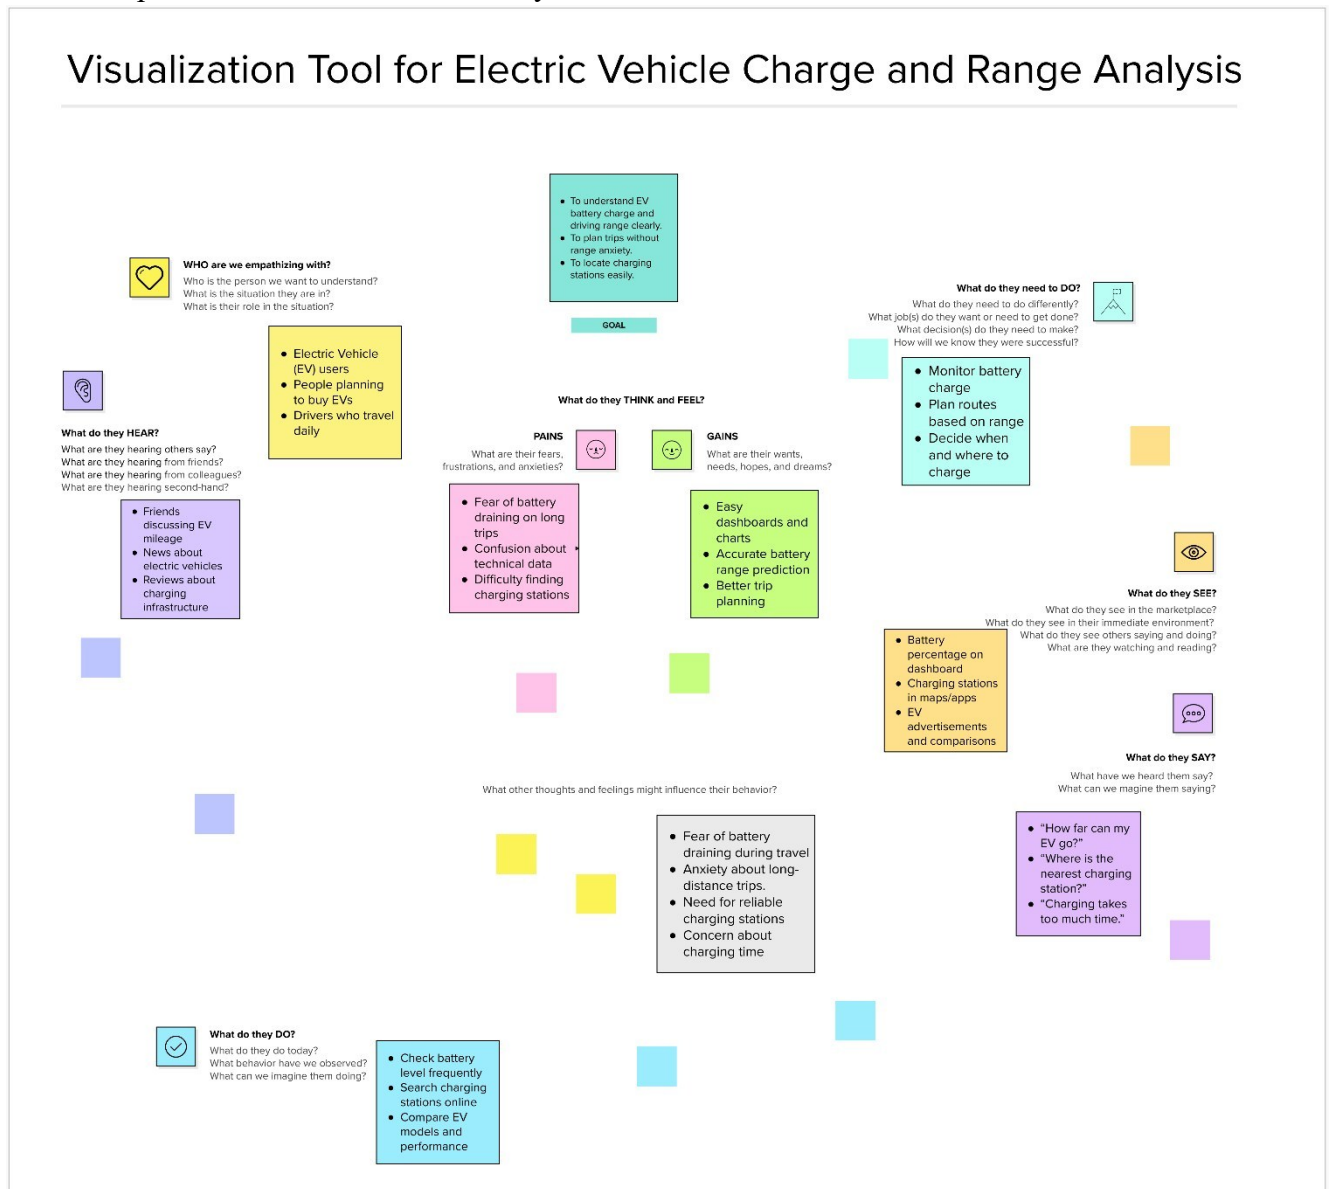 Visualization Tool for Electric Vehicle Charge and Range Analysis
• To understand EV
battery charge and
driving range clearly.
• To plan trips without
range anxiety.
• To locate charging
stations easily.
GOAL
WHO are we empathizing with?
Who is the person we want to understand?
What is the situation they are in?
What is their role in the situation?
• Electric Vehicle
(EV) users
• People planning
to buy EVs
• Drivers who travel
daily
What do they need to DO?
What do they need to do differently?
What job(s) do they want or need to get done?
What decision(s) do they need to make?
How will we know they were successful?
• Monitor battery
charge
• Plan routes
based on range
• Decide when
and where to
charge
What do they HEAR?
What are they hearing others say?
What are they hearing from friends?
What are they hearing from colleagues?
What are they hearing second-hand?
• Friends
discussing EV
mileage
• News about
electric vehicles
• Reviews about
charging
infrastructure
What do they THINK and FEEL?
PAINS
What are their fears,
frustrations, and anxieties?
• Fear of battery
draining on long
trips
• Confusion about
technical data
• Difficulty finding
charging stations
GAINS
What are their wants,
needs, hopes, and dreams?
• Easy
dashboards and
charts
• Accurate battery
range prediction
• Better trip
planning
What do they SEE?
What do they see in the marketplace?
What do they see in their immediate environment?
What do they see others saying and doing?
What are they watching and reading?
• Battery
percentage on
dashboard
• Charging stations
in maps/apps
• EV
advertisements
and comparisons
What do they SAY?
What have we heard them say?
What can we magine them saying?
• “How far can my
EV go?”
• “Where is the
nearest charging
station?”
• “Charging takes
too much time.”
What other thoughts and feelings might influence their behavior?
• Fear of battery
draining during travel
• Anxiety about long-
distance trips.
• Need for reliable
charging stations
• Concern about
charging time
What do they DO?
What do they do today?
What behavior have we observed?
What can we imagine them doing?
• Check battery
level frequently
• Search charging
stations online
• Compare EV
models and
performance